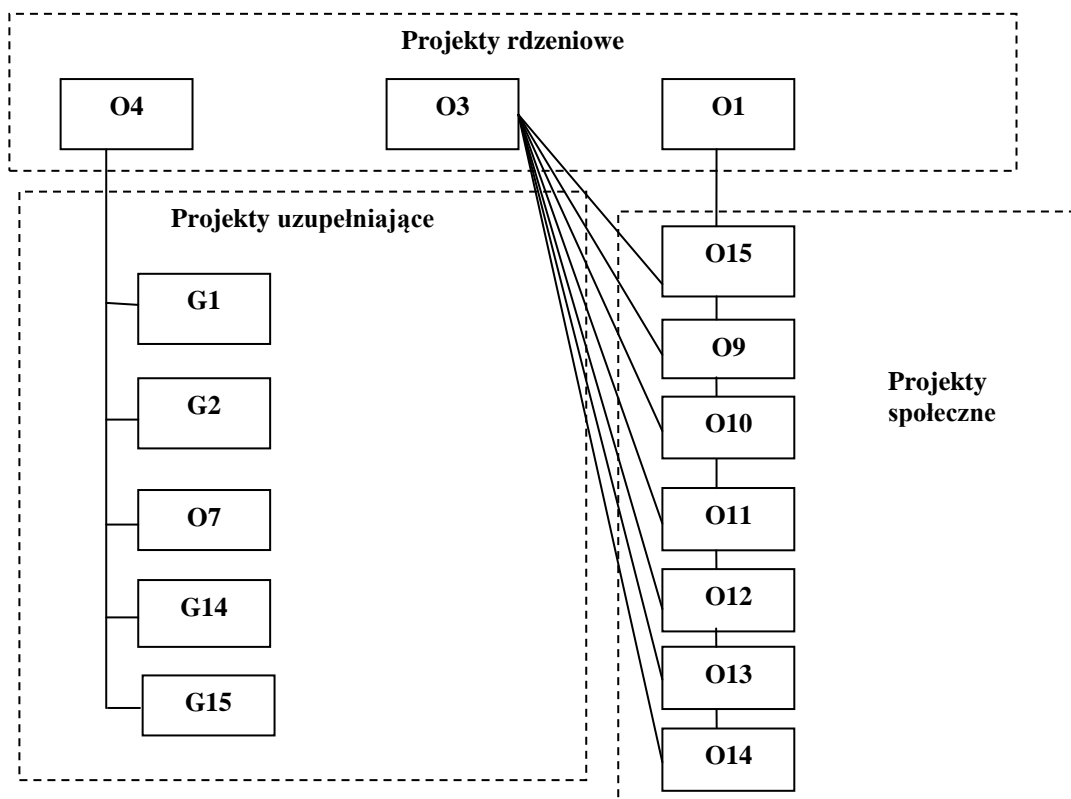 Projekty rdzeniowe
O4
O3
O1
Projekty uzupełniające
G1
G2
O7
G14
G15
O15
O9
O10
O11
O12
O13
O14
Projekty
społeczne